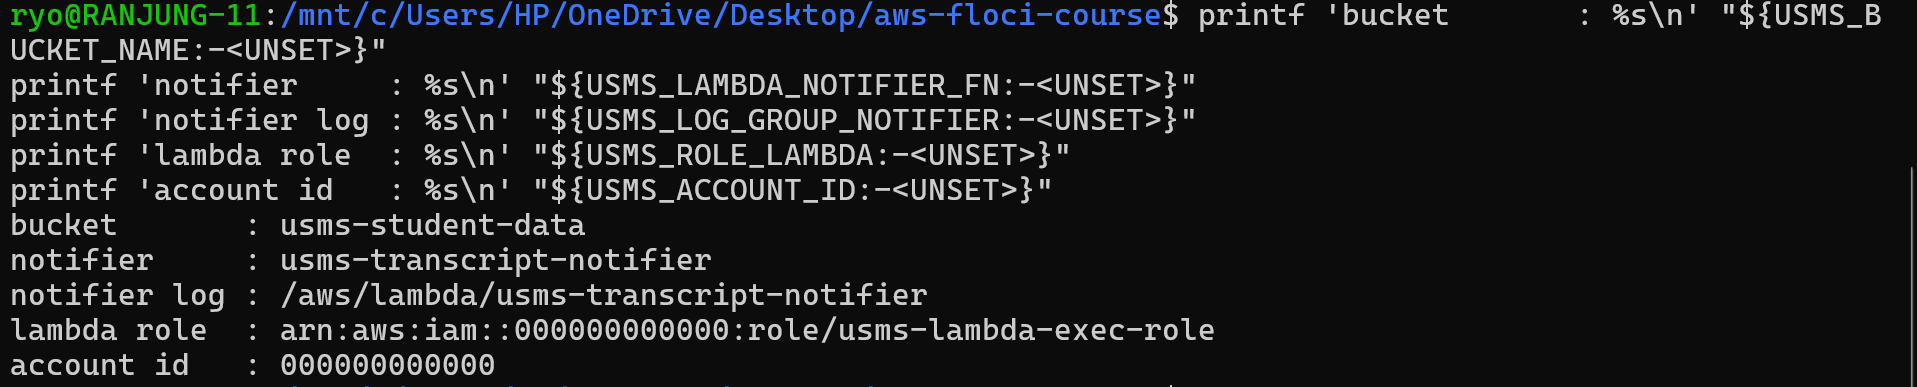 ryo@RANJUNG-11:/mnt/c/Users/HP/OneDrive/Desktop/aws-floci-course$ printf 'bucket       : %s\n' "${USMS_B
UCKET_NAME:-<UNSET>}"
printf 'notifier     : %s\n' "${USMS_LAMBDA_NOTIFIER_FN:-<UNSET>}"
printf 'notifier log : %s\n' "${USMS_LOG_GROUP_NOTIFIER:-<UNSET>}"
printf 'lambda role  : %s\n' "${USMS_ROLE_LAMBDA:-<UNSET>}"
printf 'account id   : %s\n' "${USMS_ACCOUNT_ID:-<UNSET>}"
bucket       : usms-student-data
notifier     : usms-transcript-notifier
notifier log : /aws/lambda/usms-transcript-notifier
lambda role  : arn:aws:iam::000000000000:role/usms-lambda-exec-role
account id   : 000000000000